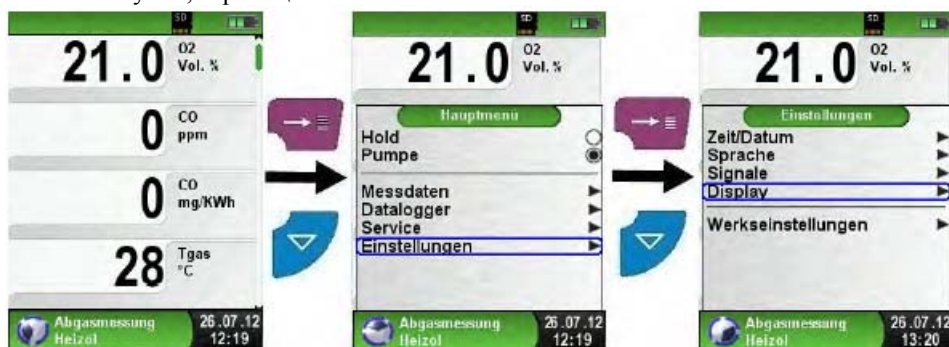 SD
21.0 O2 Vol. %
0 CO ppm
0 CO mg/KWh
28 Tgas °C
Abgasmessung 26.07.12
Heizöl 12:19
SD
21.0 O2 Vol. %
Hauptmenü
Hold
Pumpe
Messdaten
Datalogger
Service
Einstellungen
Abgasmessung 26.07.12
Heizöl 12:19
SD
21.0 O2 Vol. %
Einstellungen
Zeit/Datum
Sprache
Signale
Display
Werkseinstellungen
Abgasmessung 26.07.12
Heizöl 13:20